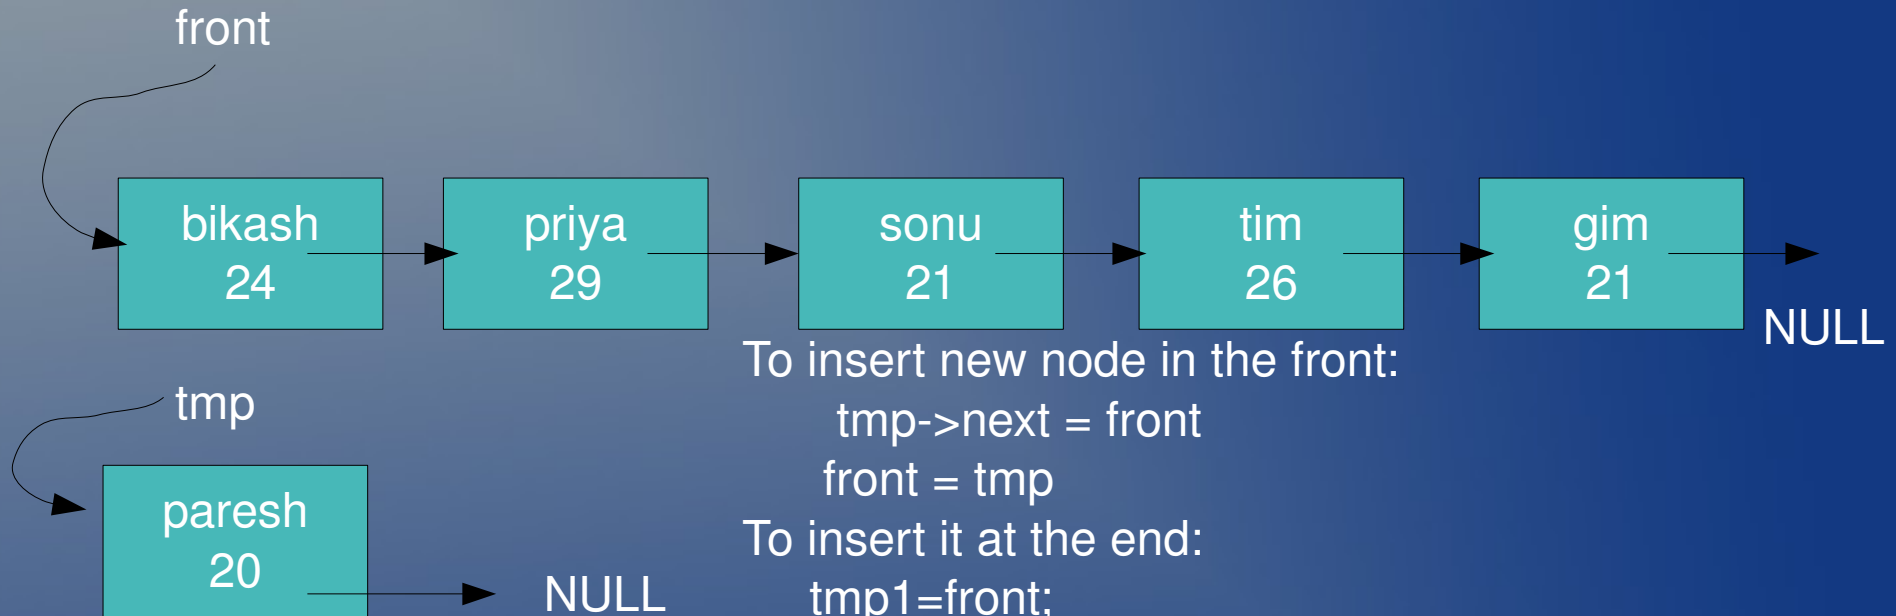 front
bikash
24
priya
29
sonu
21
tim
26
gim
21
NULL
tmp
paresh
20
NULL
To insert new node in the front:
tmp->next = front
front = tmp
To insert it at the end:
tmp1=front;